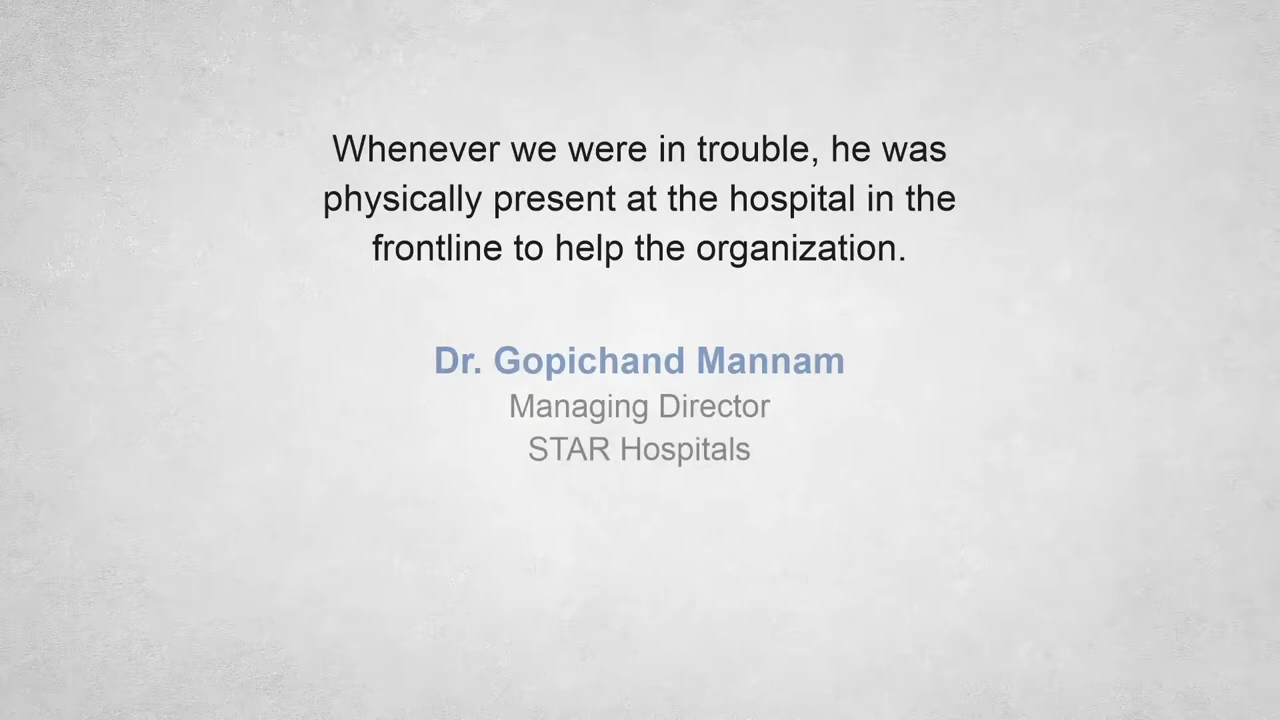 Whenever we were in trouble, he was
physically present at the hospital in the
frontline to help the organization.
Dr. Gopichand Mannam
Managing Director
STAR Hospitals